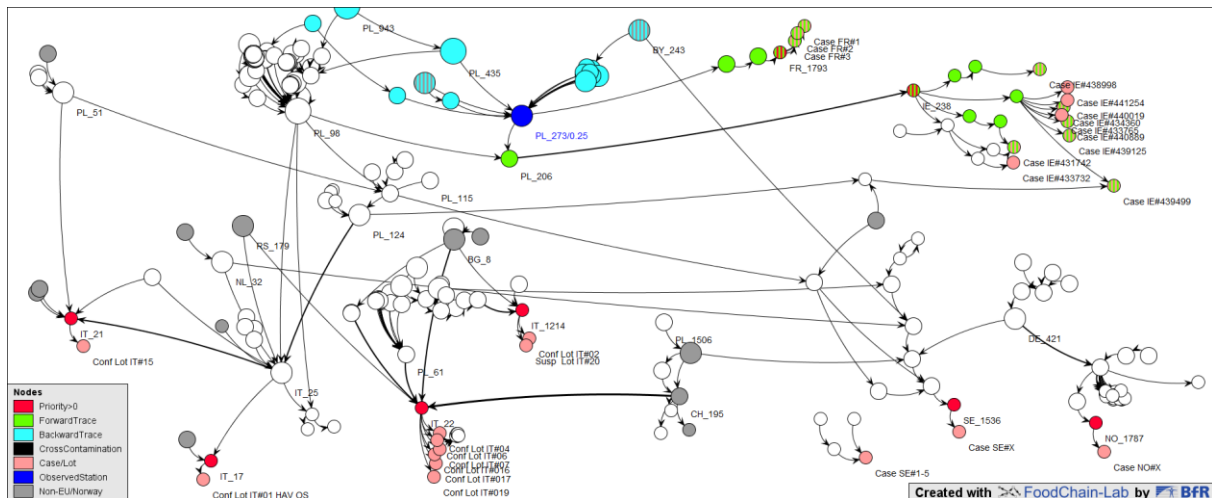 PL_943
BY_243
Case FR#1
Case FR#2
Case FR#3
FR_1793
PL_435
Case IE#438998
PL_51
IE_238
Case IE#441254
Case IE#440019
Case IE#434360
Case IE#433765
Case IE#440889
PL_98
PL_273/0.25
Case IE#439125
PL_206
Case IE#431742
Case IE#433732
PL_115
Case IE#439499
PL_124
RS_179
BG_8
NL_32
IT_21
IT_1214
PL_1506
DE_421
Conf Lot IT#15
Conf Lot IT#02
Susp Lot IT#20
PL_61
IT_25
CH_195
IT_22
SE_1536
Conf Lot IT#04
Conf Lot IT#06
NO_1787
Case SE#X
Conf Lot IT#07
Conf Lot IT#016
Conf Lot IT#017
IT_17
Case SE#1-5
Case NO#X
Conf Lot IT#01 HAV OS
Conf Lot IT#019
Nodes
Priority>0
ForwardTrace
BackwardTrace
CrossContamination
Case/Lot
ObservedStation
Non-EU/Norway
Created with FoodChain-Lab by BfR